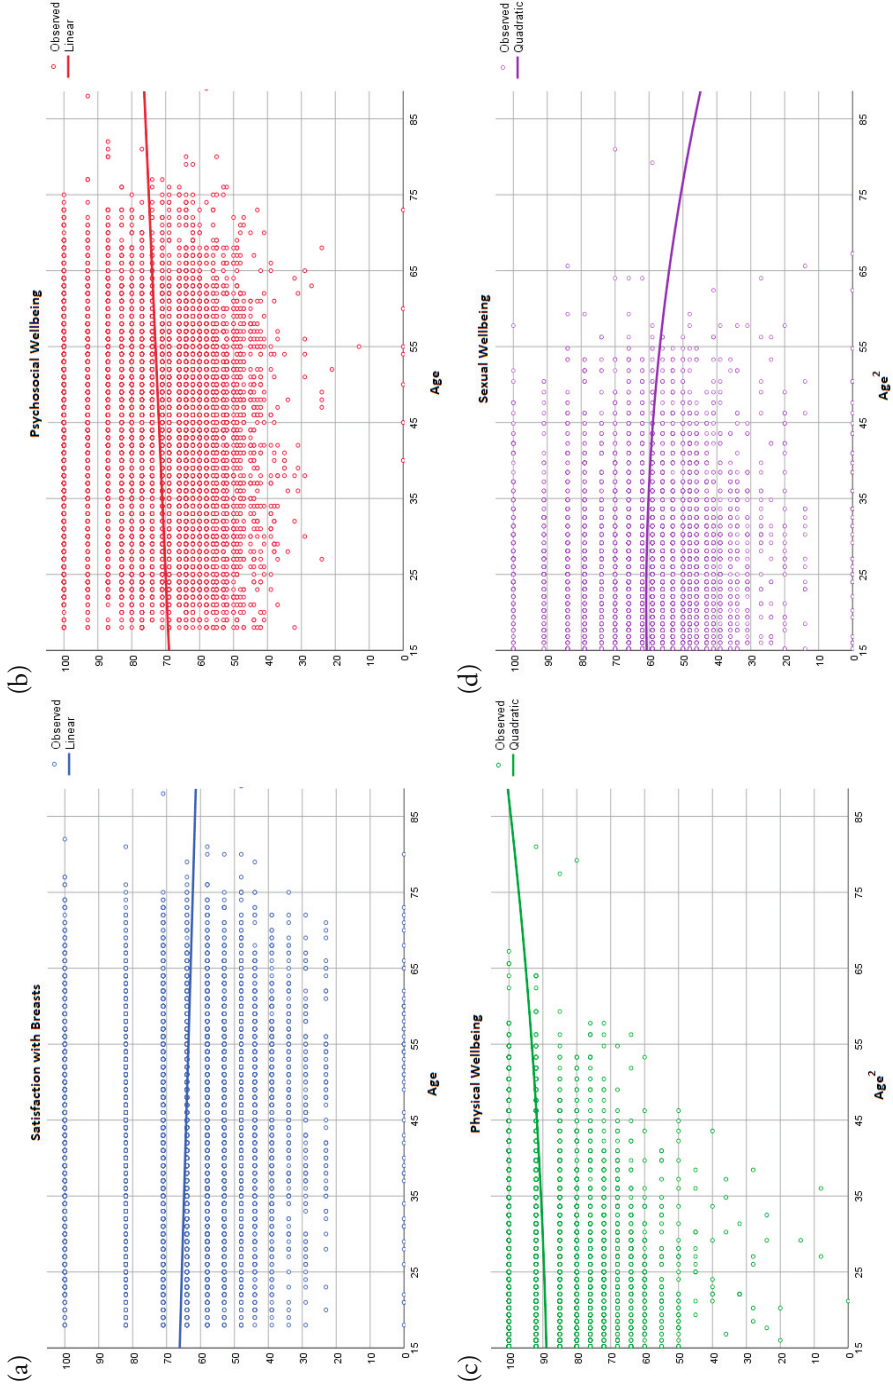 (a)
Satisfaction with Breasts
Observed
Linear
100
90
80
70
60
50
40
30
20
10
0
15 25 35 45 55 65 75 85
Age
(b)
Psychosocial Wellbeing
Observed
Linear
100
90
80
70
60
50
40
30
20
10
0
15 25 35 45 55 65 75 85
Age
(c)
Physical Wellbeing
Observed
Quadratic
100
90
80
70
60
50
40
30
20
10
0
15 25 35 45 55 65 75 85
Age²
(d)
Sexual Wellbeing
Observed
Quadratic
100
90
80
70
60
50
40
30
20
10
0
15 25 35 45 55 65 75 85
Age²